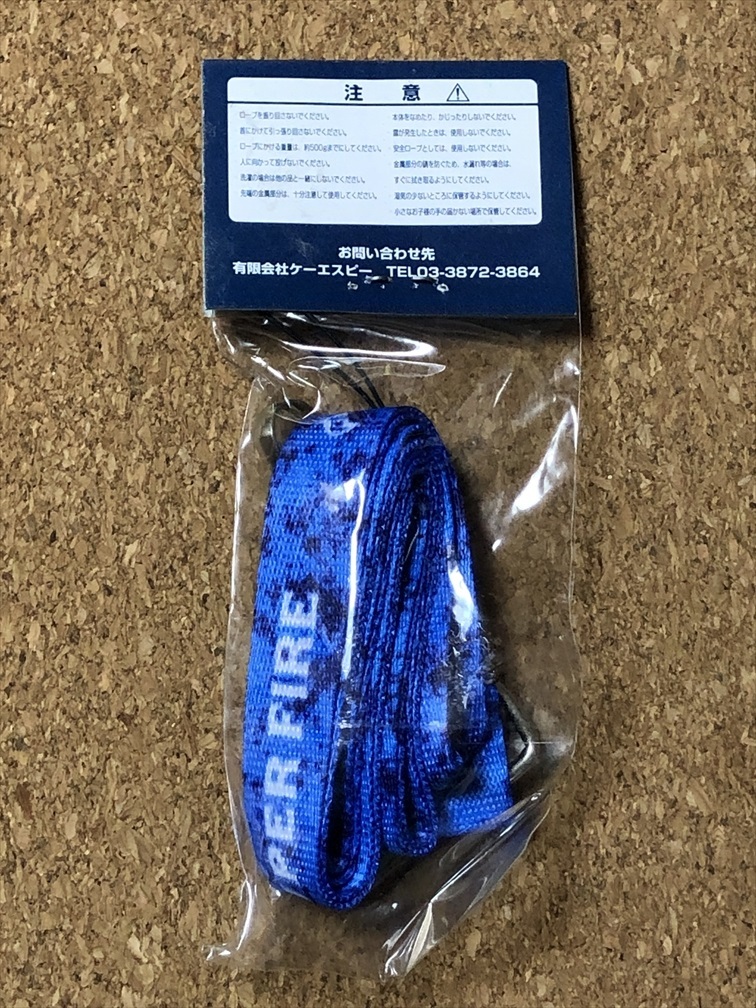 注 意
ロープを振り回さないでください。
首にかけて引っ張り回さないでください。
ロープにかける重量は、約500gまでにしてください。
人に向かって投げないでください。
洗濯の場合は他の品と一緒にしないでください。
先端の金属部分は、十分注意して使用してください。
本体をなめたり、かじったりしないでください。
雷が発生したときは、使用しないでください。
安全ロープとしては、使用しないでください。
金属部分の錆を防ぐため、水濡れ等の場合は、
すぐに拭き取るようにしてください。
湿気の少ないところに保管するようにしてください。
小さなお子様の手の届かない場所で保管してください。
お問い合わせ先
有限会社ケーエスピー TEL03-3872-3864
PER FIRE